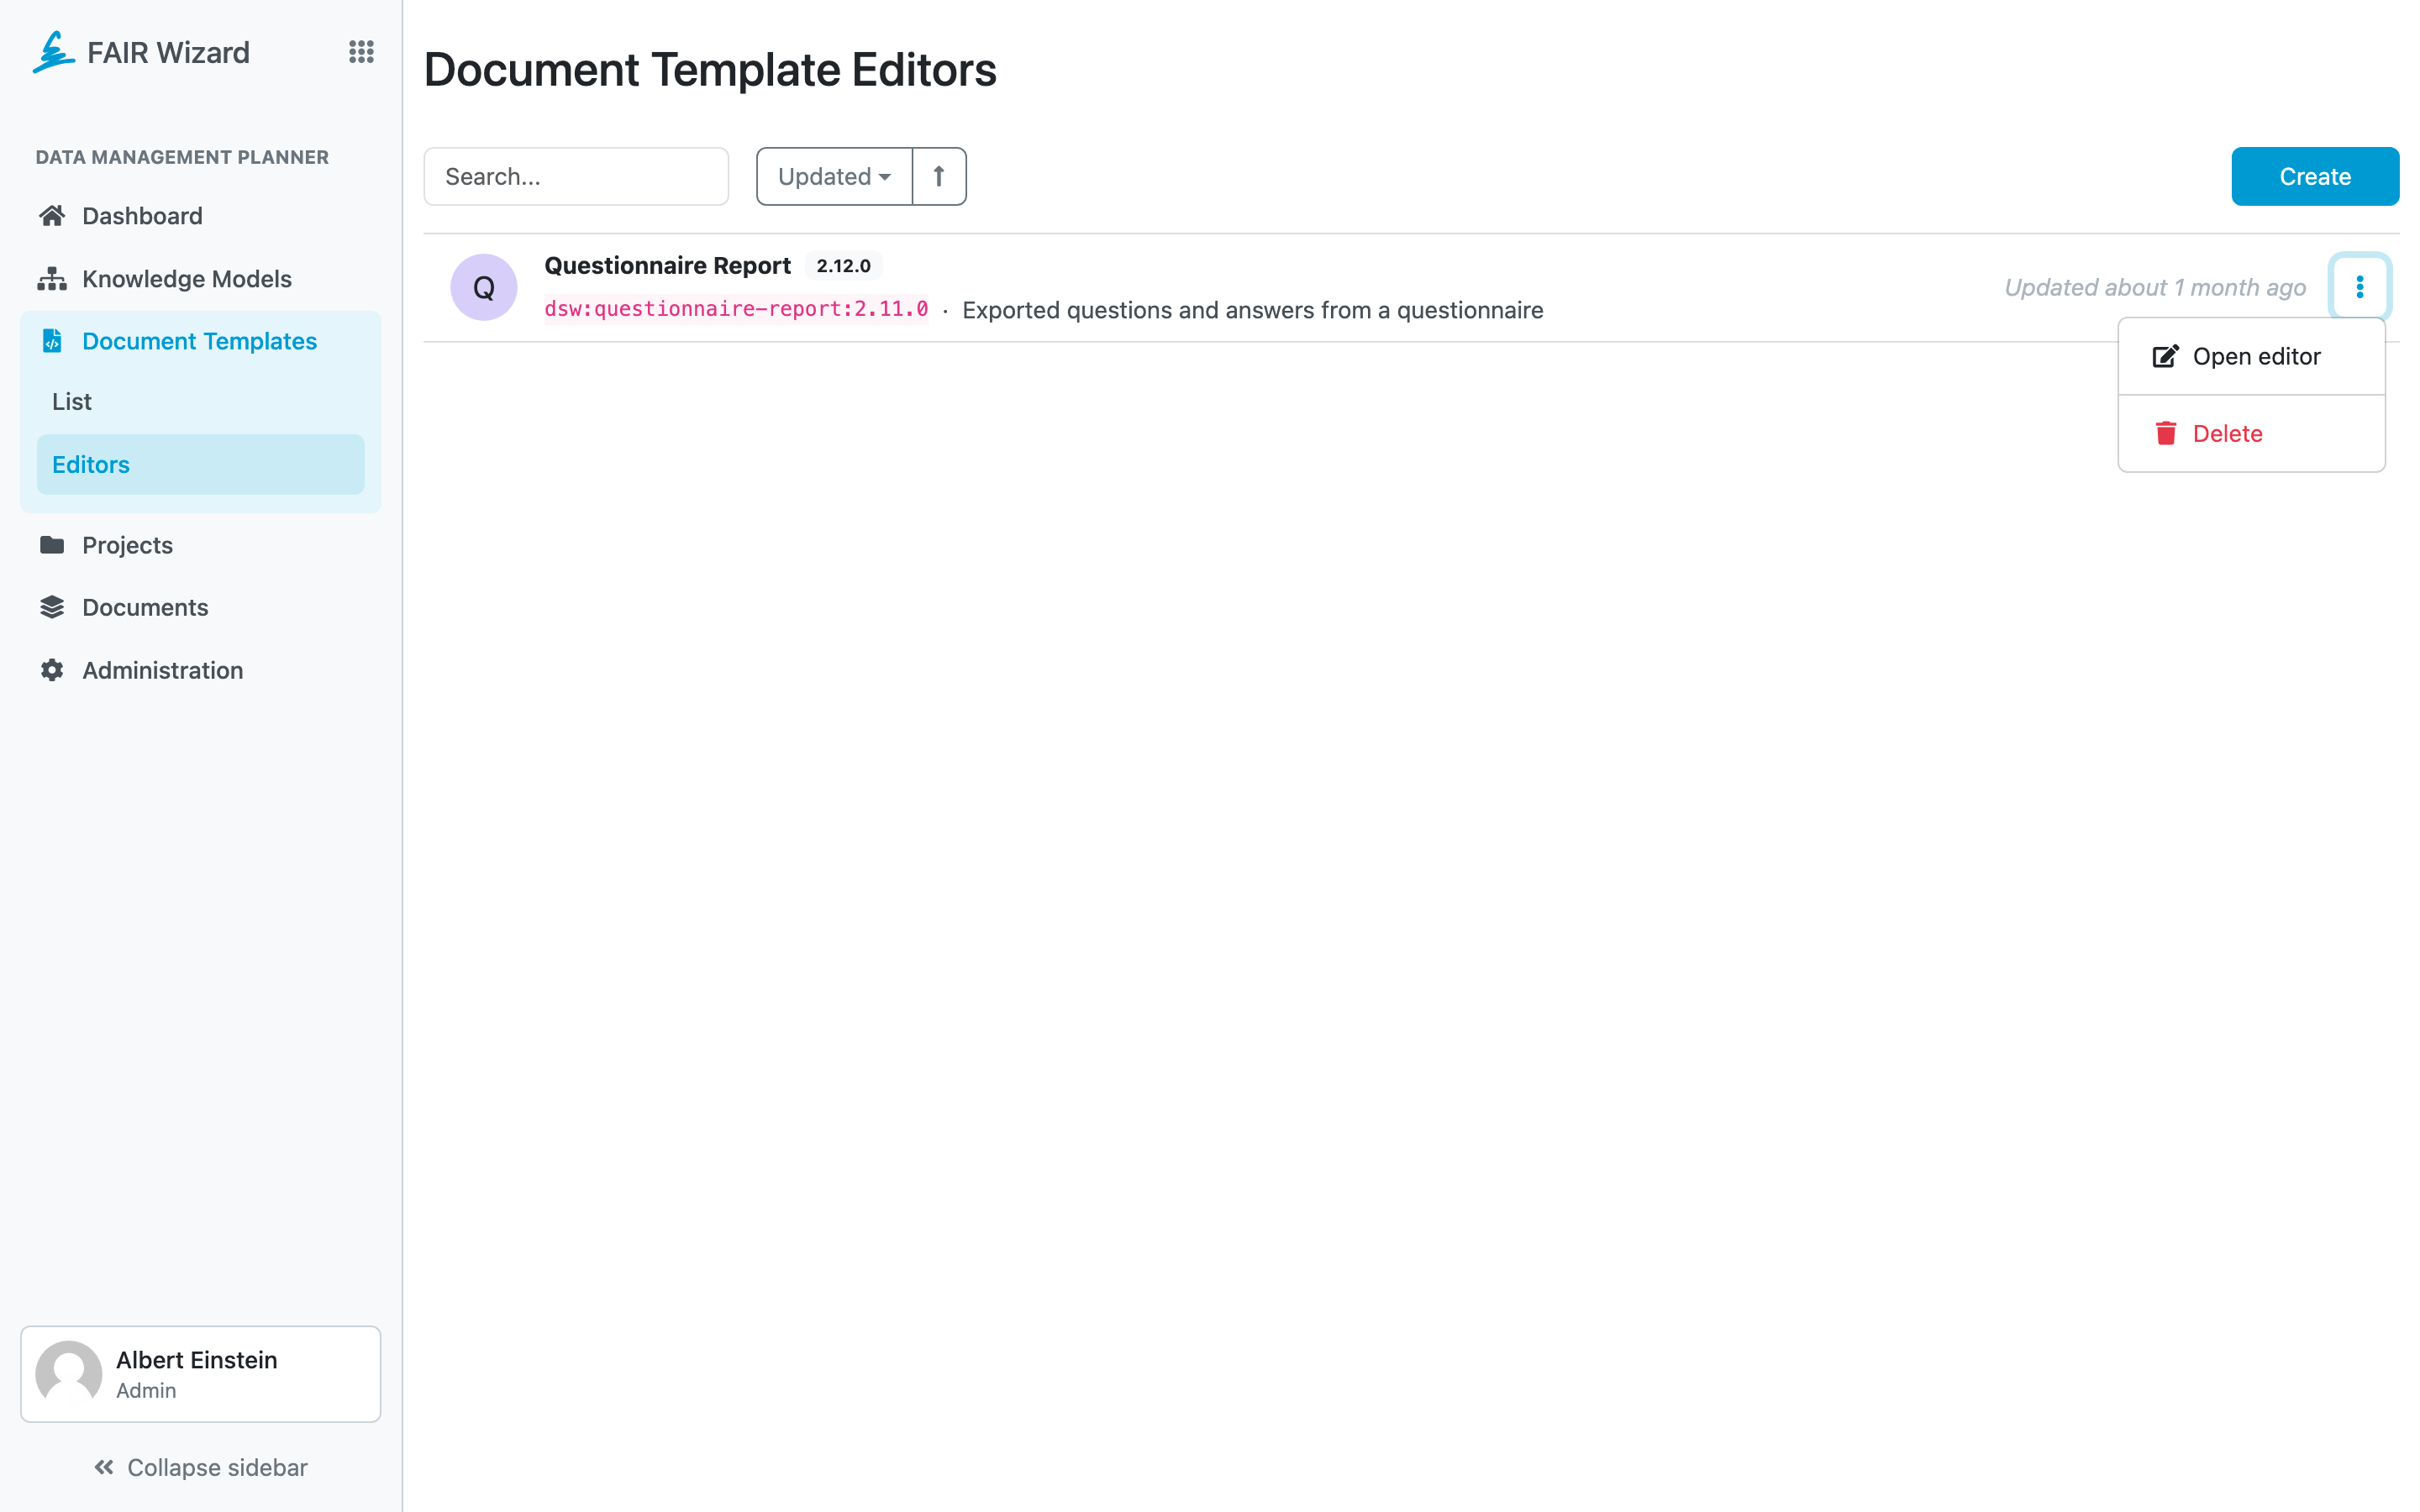 FAIR Wizard
DATA MANAGEMENT PLANNER
Dashboard
Knowledge Models
Document Templates
List
Editors
Projects
Documents
Administration
Albert Einstein
Admin
Collapse sidebar
Document Template Editors
Search...
Updated
Create
Q
Questionnaire Report 2.12.0
dsw:questionnaire-report:2.11.0 · Exported questions and answers from a questionnaire
Updated about 1 month ago
Open editor
Delete